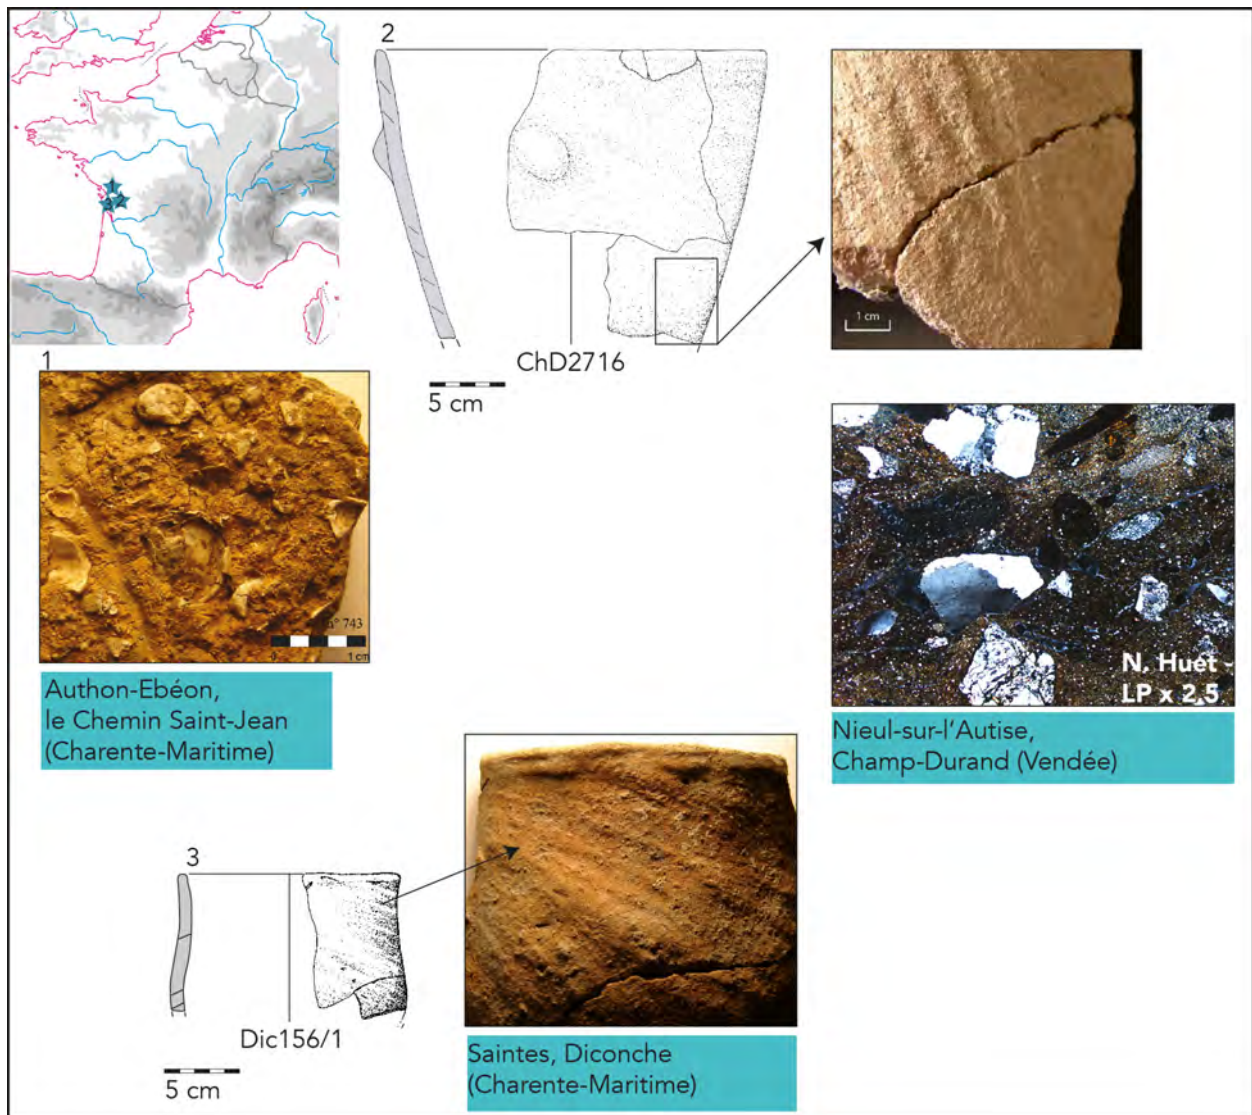 2
1 cm
ChD2716
5 cm
1
n° 743
0
1 cm
N. Huet -
LP x 2,5
Authon-Ebéon,
le Chemin Saint-Jean
(Charente-Maritime)
Nieul-sur-l'Autise,
Champ-Durand (Vendée)
3
Dic156/1
5 cm
Saintes, Diconche
(Charente-Maritime)